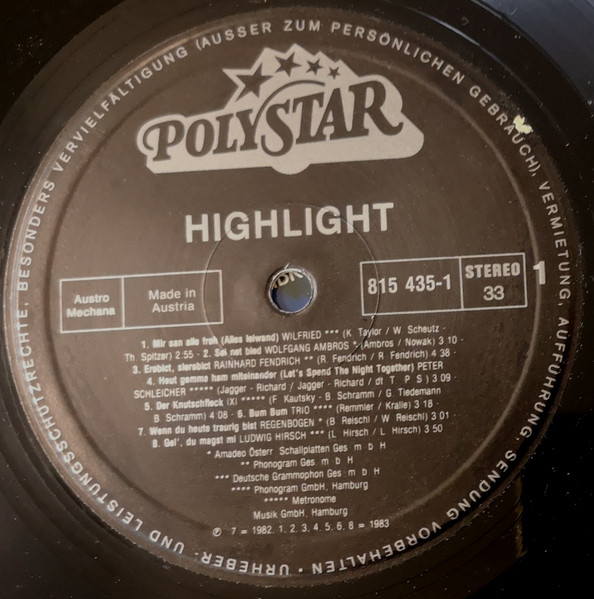 POLYSTAR
HIGHLIGHT
Austro
Mechana
Made in
Austria
815 435-1
STEREO
33
1
1. Mir san alle froh (Alles leiwand) WILFRIED *** (K. Taylor / W. Scheutz -
Th. Spitzer) 2:55 - 2. Sei net bled WOLFGANG AMBROS * (Ambros / Nowak) 3:10 -
3. Erobict, sierobict RAINHARD FENDRICH ** (R. Fendrich / R. Fendrich) 4:38 -
4. Heut gemma ham miteinander (Let's Spend The Night Together) PETER
SCHLEICHER ***** (Jagger - Richard / Jagger - Richard / dt. T. P. S.) 3:09 -
5. Der Knutschfleck IXI ***** (F. Kautsky - B. Schramm / G. Tiedemann
B. Schramm) 4:08 - 6. Bum Bum TRIO **** (Remmler / Kralle) 3:18 -
7. Wenn du heute traurig bist REGENBOGEN * (B. Reischl / W. Reischl) 3:01 -
8. Gel', du magst mi LUDWIG HIRSCH *** (L. Hirsch / L. Hirsch) 3:50
* Amadeo Österr. Schallplatten Ges. m. b. H.
** Phonogram Ges. m. b. H.
*** Deutsche Grammophon Ges. m. b. H.
**** Phonogram GmbH, Hamburg
***** Metronome
Musik GmbH, Hamburg
℗ 7 = 1982. 1, 2, 3, 4, 5, 6, 8 = 1983
URHEBER- UND LEISTUNGSSCHUTZRECHTE, BESONDERS VERVIELFÄLTIGUNG (AUSSER ZUM PERSÖNLICHEN GEBRAUCH), VERMIETUNG, AUFFÜHRUNG, SENDUNG VORBEHALTEN •